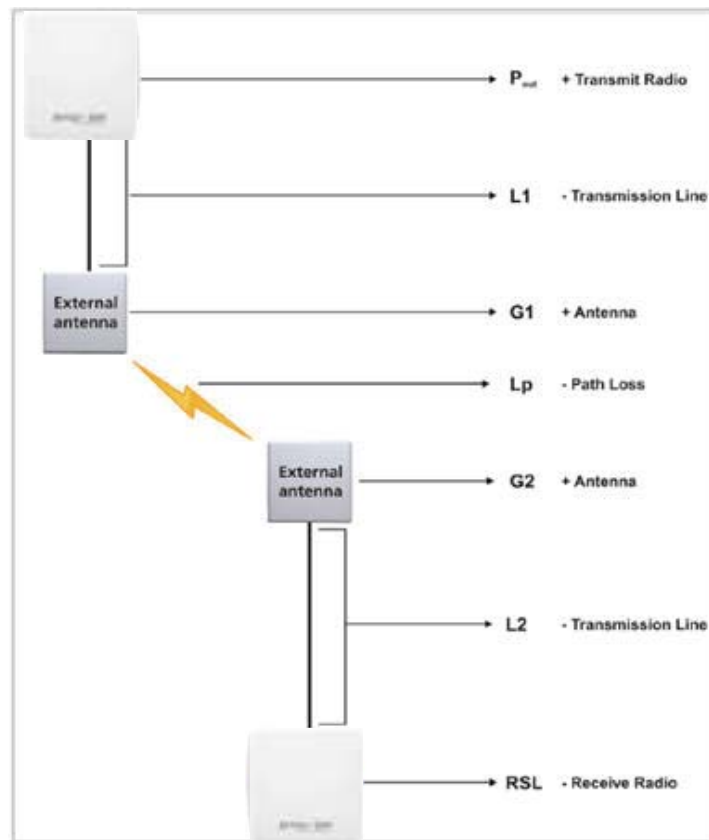 P out + Transmit Radio
L1 - Transmission Line
External
antenna
G1 + Antenna
Lp - Path Loss
External
antenna
G2 + Antenna
L2 - Transmission Line
RSL - Receive Radio